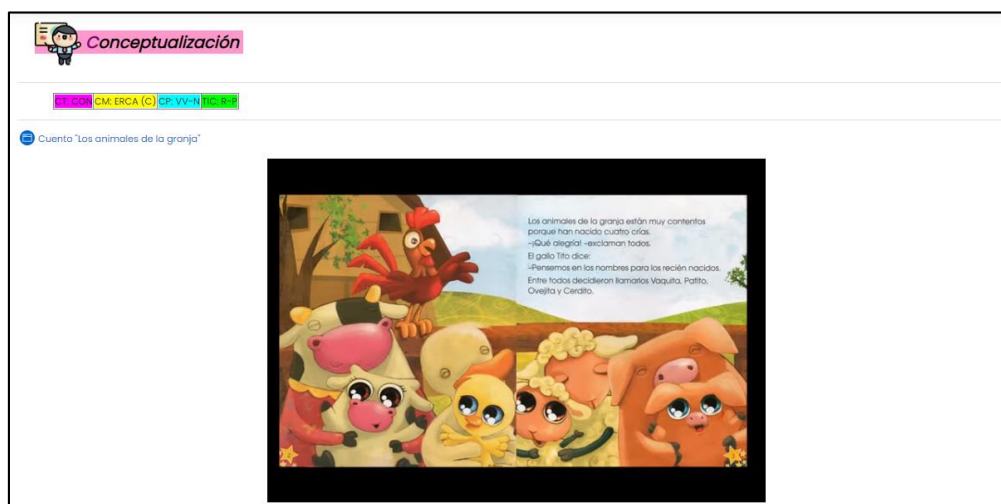 Conceptualización
CT: CON CM: ERCA (C) CP: VV-N TIC: R-P
Cuento "Los animales de la granja"
Los animales de la granja están muy contentos
porque han nacido cuatro crías.
–¡Qué alegría! –exclaman todos.
El gallo Tito dice:
–Pensemos en los nombres para los recién nacidos.
Entre todos decidieron llamarlos Vaquita, Patito,
Ovejita y Cerdito.